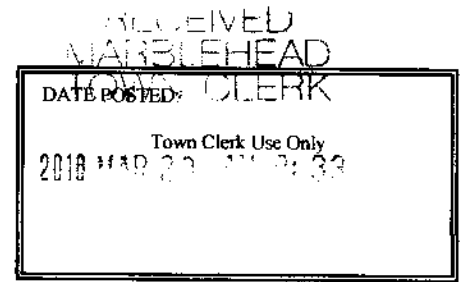 RECEIVED
MARBLEHEAD
TOWN CLERK
DATE POSTED:
Town Clerk Use Only
2018 MAR